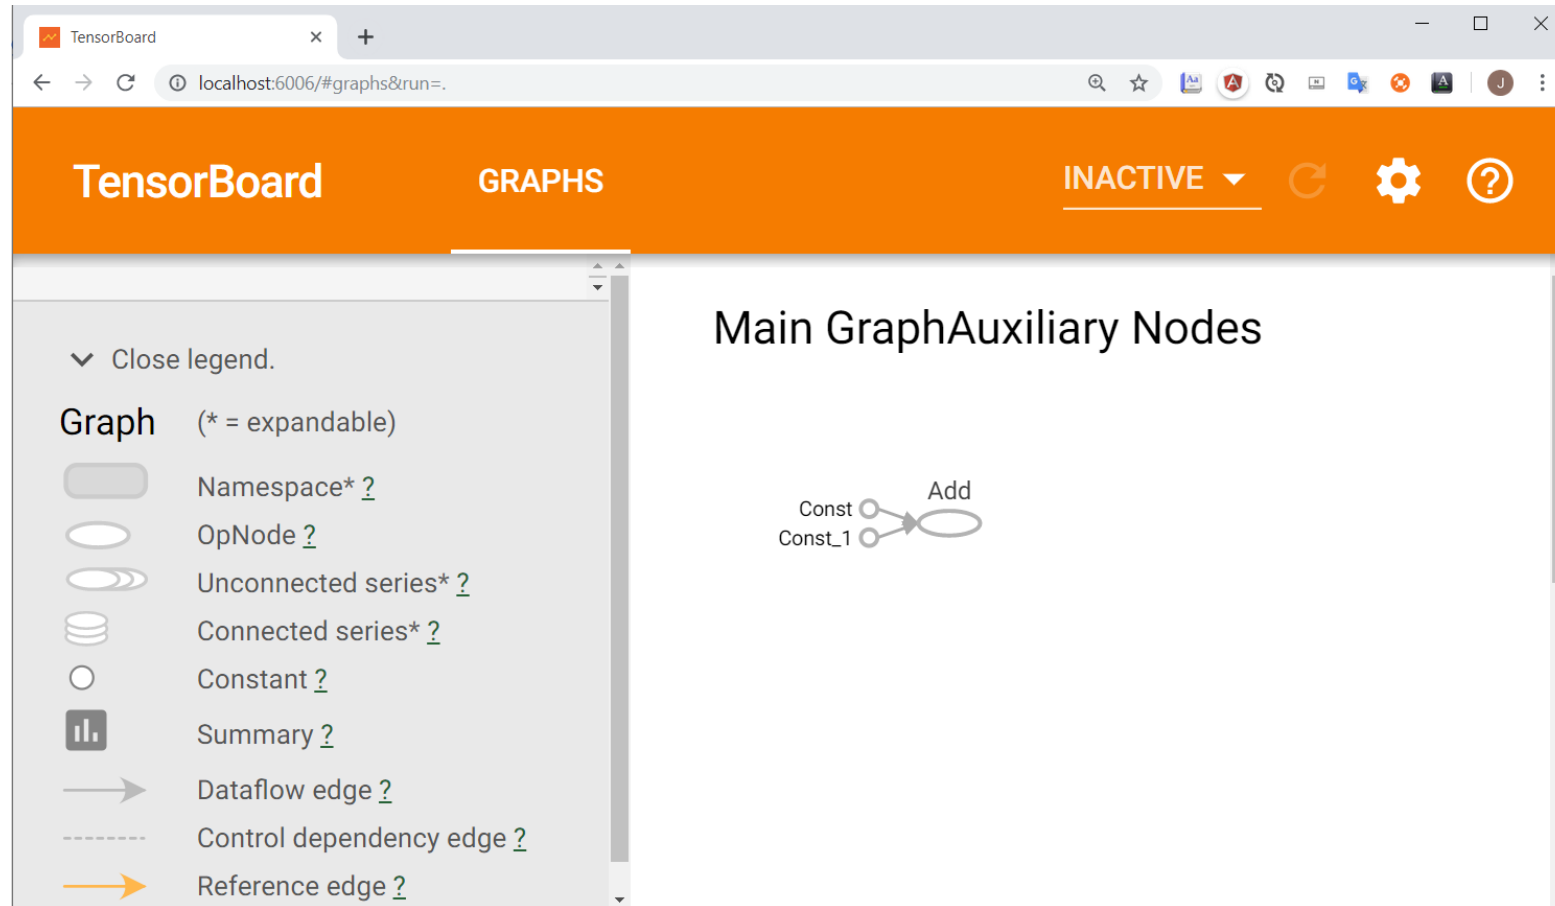 TensorBoard
localhost:6006/#graphs&run=.
J
TensorBoard
GRAPHS
INACTIVE
Close legend.
Graph (* = expandable)
Namespace* ?
OpNode ?
Unconnected series* ?
Connected series* ?
Constant ?
Summary ?
Dataflow edge ?
Control dependency edge ?
Reference edge ?
Main GraphAuxiliary Nodes
Add
Const
Const_1